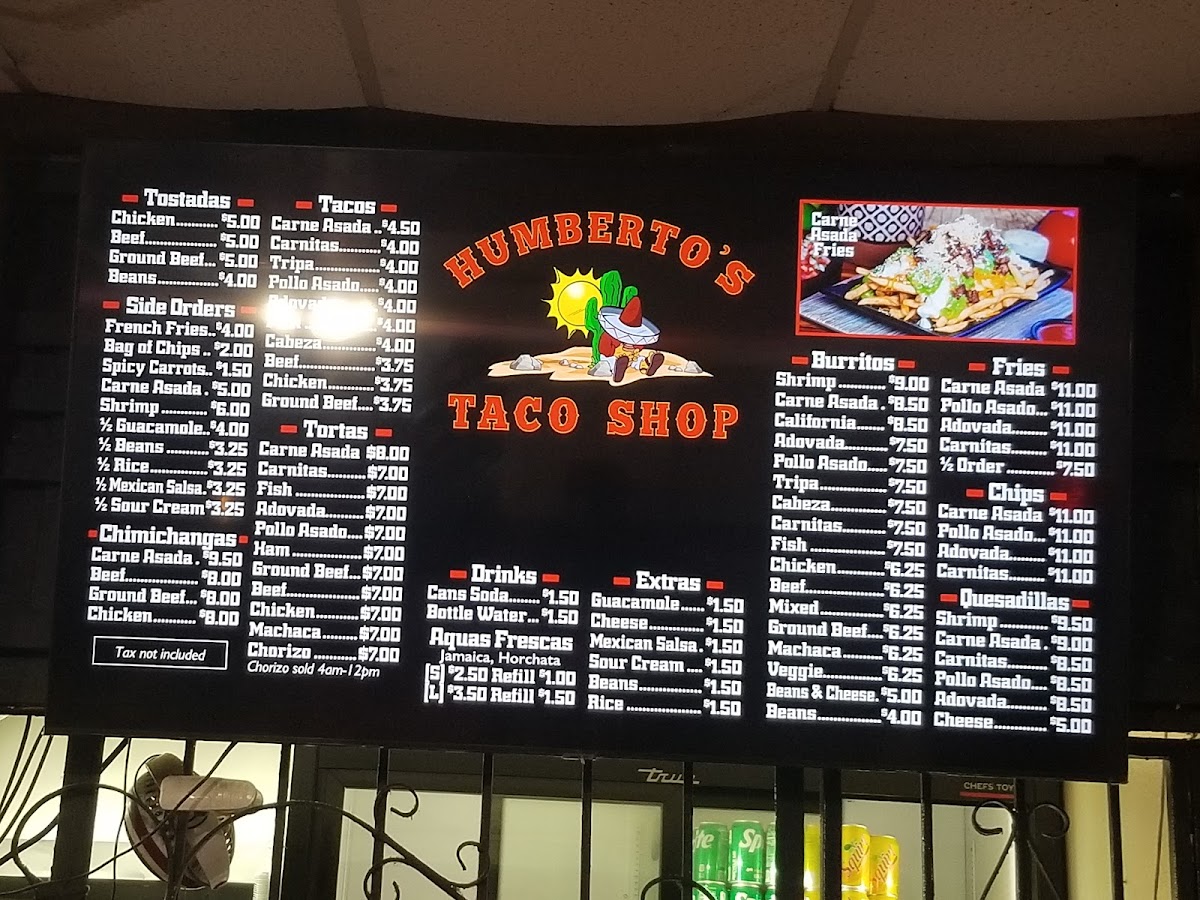 Tostadas
Chicken.......... $5.00
Beef.................. $5.00
Ground Beef... $5.00
Beans............... $4.00
Side Orders
French Fries.. $4.00
Bag of Chips .. $2.00
Spicy Carrots.. $1.50
Carne Asada . $5.00
Shrimp ........... $6.00
½ Guacamole.. $4.00
½ Beans .......... $3.25
½ Rice.............. $3.25
½ Mexican Salsa. $3.25
½ Sour Cream $3.25
Chimichangas
Carne Asada . $9.50
Beef.................. $8.00
Ground Beef... $8.00
Chicken........... $8.00
Tax not included
Tacos
Carne Asada .. $4.50
Carnitas........... $4.00
Tripa................ $4.00
Pollo Asado..... $4.00
Adovada $4.00
$4.00
Cabeza............. $4.00
Beef.................. $3.75
Chicken............ $3.75
Ground Beef.... $3.75
Tortas
Carne Asada $8.00
Carnitas.......... $7.00
Fish ................. $7.00
Adovada......... $7.00
Pollo Asado.... $7.00
Ham ................ $7.00
Ground Beef... $7.00
Beef................. $7.00
Chicken........... $7.00
Machaca......... $7.00
Chorizo .......... $7.00
Chorizo sold 4am-12pm
HUMBERTO'S
TACO SHOP
Drinks
Cans Soda....... $1.50
Bottle Water... $1.50
Aquas Frescas
Jamaica, Horchata
[S] $2.50 Refill $1.00
[L] $3.50 Refill $1.50
Extras
Guacamole...... $1.50
Cheese.............. $1.50
Mexican Salsa. $1.50
Sour Cream .... $1.50
Beans................ $1.50
Rice .................. $1.50
Carne
Asada
Fries
Burritos
Shrimp ........... $9.00
Carne Asada . $8.50
California....... $8.50
Adovada......... $7.50
Pollo Asado.... $7.50
Tripa............... $7.50
Cabeza............ $7.50
Carnitas.......... $7.50
Fish ................. $7.50
Chicken........... $6.25
Beef................. $6.25
Mixed.............. $6.25
Ground Beef... $6.25
Machaca......... $6.25
Veggie............. $6.25
Beans & Cheese. $5.00
Beans.............. $4.00
Fries
Carne Asada $11.00
Pollo Asado... $11.00
Adovada........ $11.00
Carnitas......... $11.00
½ Order .......... $7.50
Chips
Carne Asada $11.00
Pollo Asado... $11.00
Adovada........ $11.00
Carnitas........ $11.00
Quesadillas
Shrimp ........... $9.50
Carne Asada . $9.00
Carnitas.......... $8.50
Pollo Asado.... $8.50
Adovada......... $8.50
Cheese............. $5.00
true
CHEFS TOY
Sp
Squirt